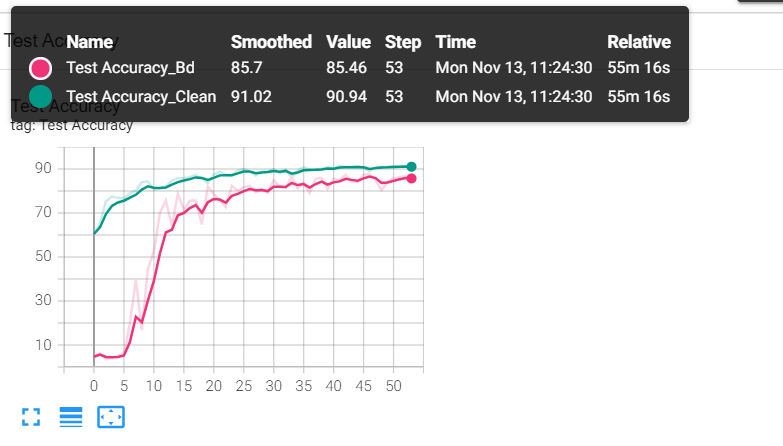 Test Accuracy
Name Smoothed Value Step Time Relative
Test Accuracy_Bd 85.7 85.46 53 Mon Nov 13, 11:24:30 55m 16s
Test Accuracy_Clean 91.02 90.94 53 Mon Nov 13, 11:24:30 55m 16s
Test Accuracy
tag: Test Accuracy
90
70
50
30
10
0 5 10 15 20 25 30 35 40 45 50